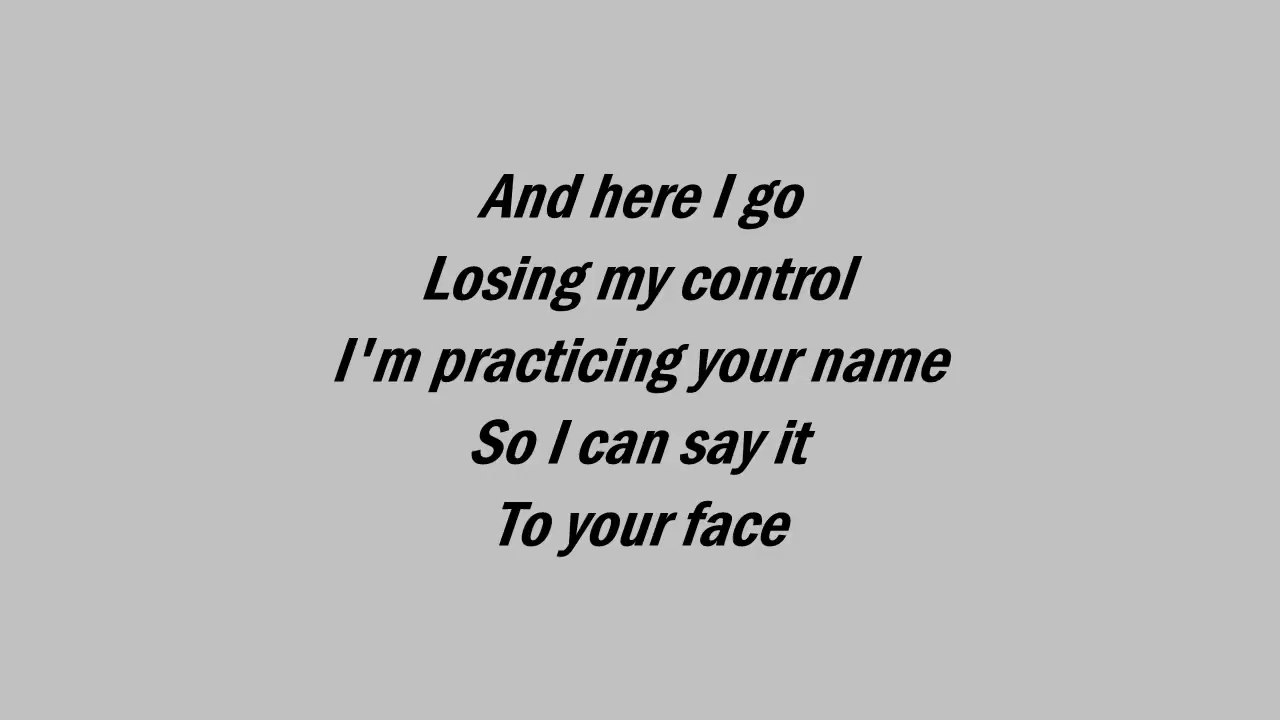 And here I go
Losing my control
I'm practicing your name
So I can say it
To your face